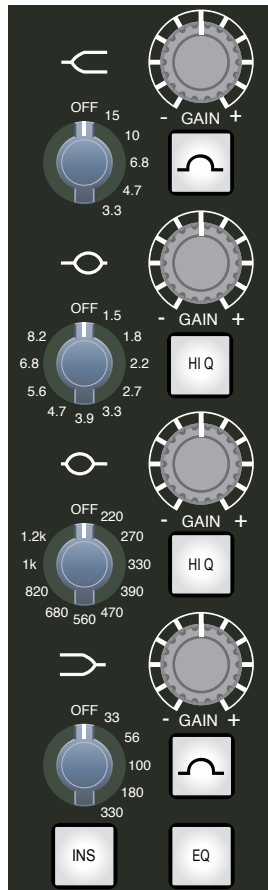 OFF
15
10
6.8
4.7
3.3
- GAIN +
OFF
1.5
1.8
2.2
2.7
3.3
3.9
4.7
5.6
6.8
8.2
- GAIN +
HI Q
OFF
220
270
330
390
470
560
680
820
1k
1.2k
- GAIN +
HI Q
OFF
33
56
100
180
330
- GAIN +
INS
EQ